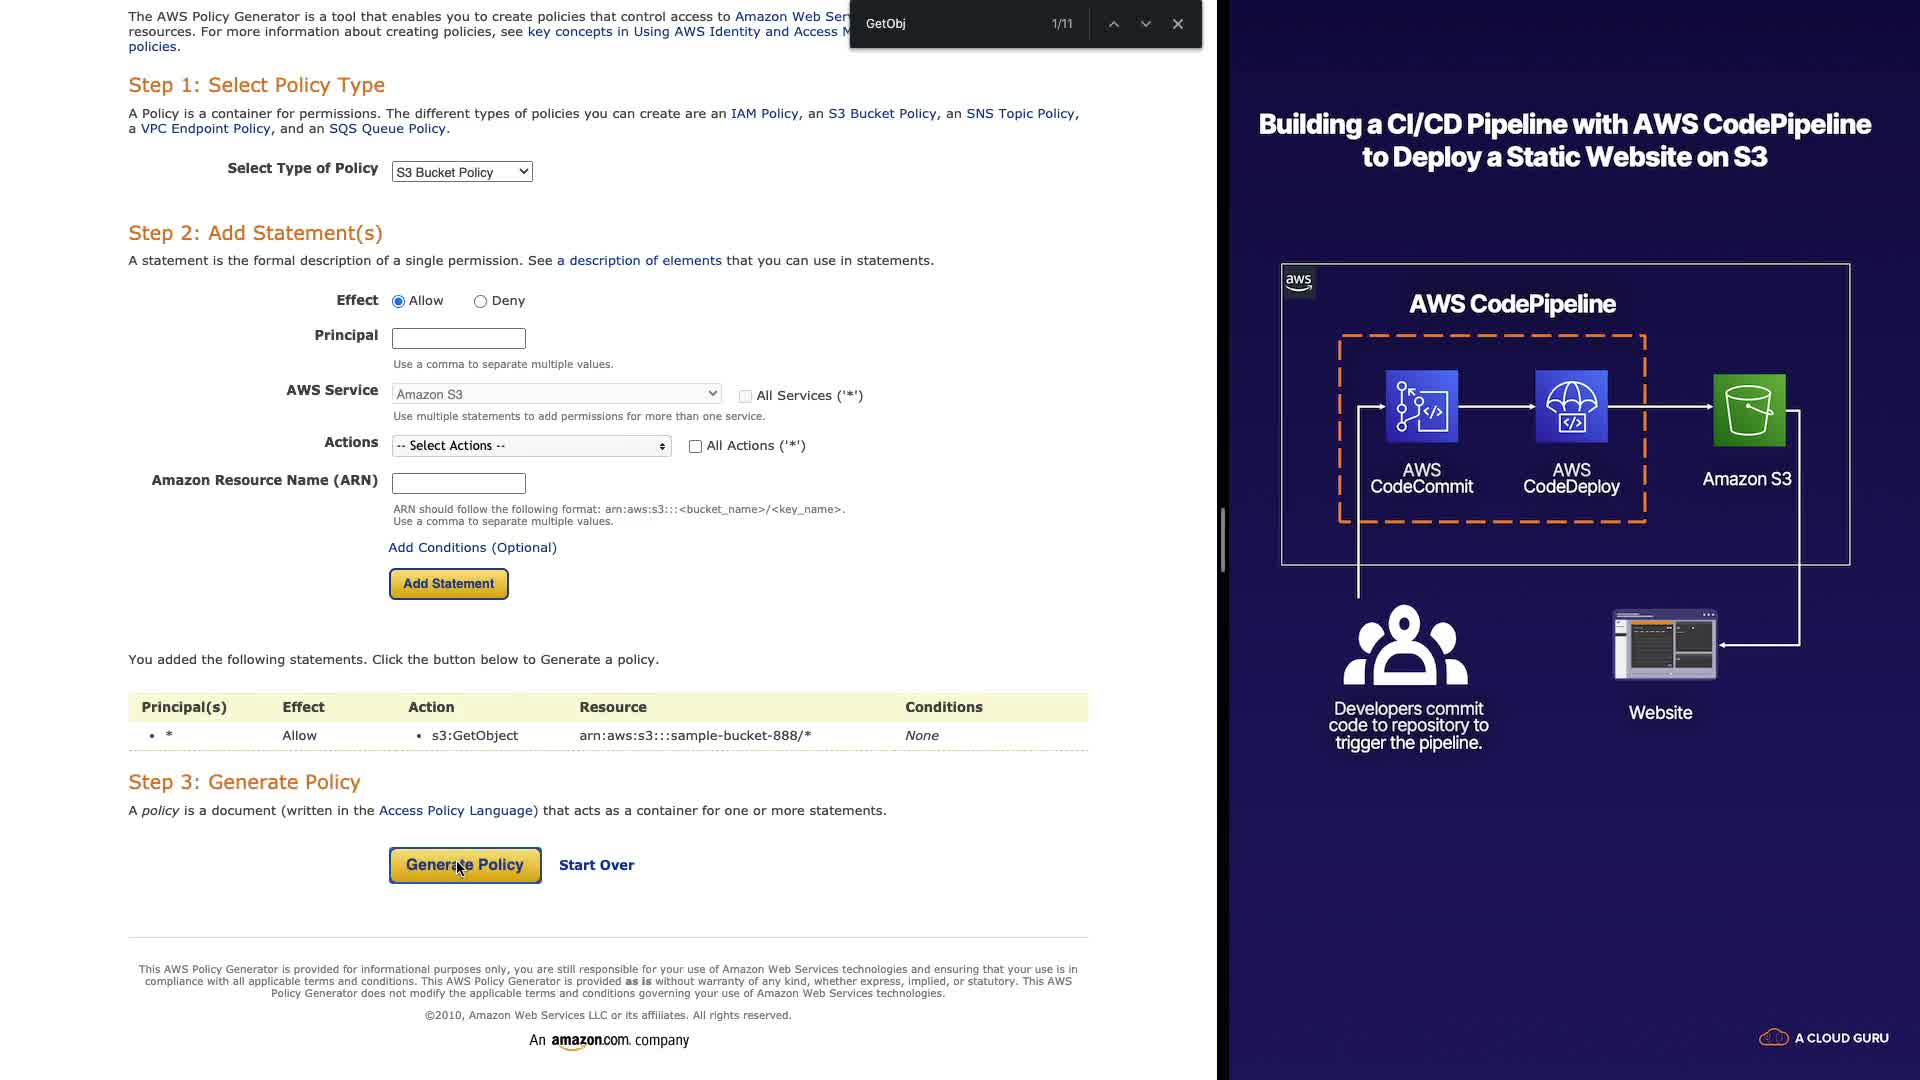 The AWS Policy Generator is a tool that enables you to create policies that control access to Amazon Web Serv
resources. For more information about creating policies, see key concepts in Using AWS Identity and Access M
policies.
GetObj
1/11
Step 1: Select Policy Type
A Policy is a container for permissions. The different types of policies you can create are an IAM Policy, an S3 Bucket Policy, an SNS Topic Policy,
a VPC Endpoint Policy, and an SQS Queue Policy.
Select Type of Policy
S3 Bucket Policy
Step 2: Add Statement(s)
A statement is the formal description of a single permission. See a description of elements that you can use in statements.
Effect
Allow
Deny
Principal
Use a comma to separate multiple values.
AWS Service
Amazon S3
All Services ('*')
Use multiple statements to add permissions for more than one service.
Actions
-- Select Actions --
All Actions ('*')
Amazon Resource Name (ARN)
ARN should follow the following format: arn:aws:s3:::<bucket_name>/<key_name>.
Use a comma to separate multiple values.
Add Conditions (Optional)
Add Statement
You added the following statements. Click the button below to Generate a policy.
Principal(s) Effect Action Resource Conditions
• * Allow • s3:GetObject arn:aws:s3:::sample-bucket-888/* None
Step 3: Generate Policy
A policy is a document (written in the Access Policy Language) that acts as a container for one or more statements.
Generate Policy
Start Over
This AWS Policy Generator is provided for informational purposes only, you are still responsible for your use of Amazon Web Services technologies and ensuring that your use is in
compliance with all applicable terms and conditions. This AWS Policy Generator is provided as is without warranty of any kind, whether express, implied, or statutory. This AWS
Policy Generator does not modify the applicable terms and conditions governing your use of Amazon Web Services technologies.
©2010, Amazon Web Services LLC or its affiliates. All rights reserved.
An amazon.com. company
Building a CI/CD Pipeline with AWS CodePipeline
to Deploy a Static Website on S3
aws
AWS CodePipeline
AWS
CodeCommit
AWS
CodeDeploy
Amazon S3
Developers commit
code to repository to
trigger the pipeline.
Website
A CLOUD GURU